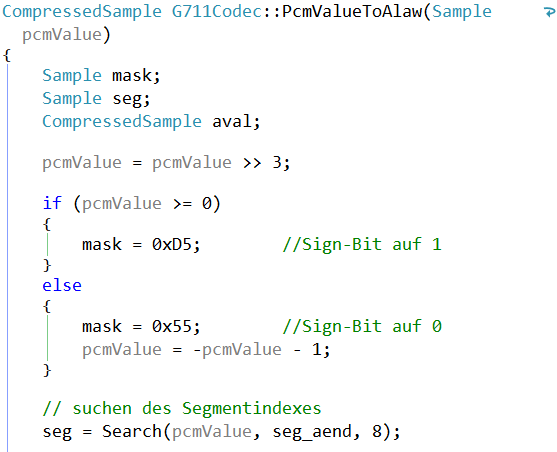 CompressedSample G711Codec::PcmValueToAlaw(Sample
pcmValue)
{
Sample mask;
Sample seg;
CompressedSample aval;
pcmValue = pcmValue >> 3;
if (pcmValue >= 0)
{
mask = 0xD5; //Sign-Bit auf 1
}
else
{
mask = 0x55; //Sign-Bit auf 0
pcmValue = -pcmValue - 1;
}
// suchen des Segmentindexes
seg = Search(pcmValue, seg_aend, 8);